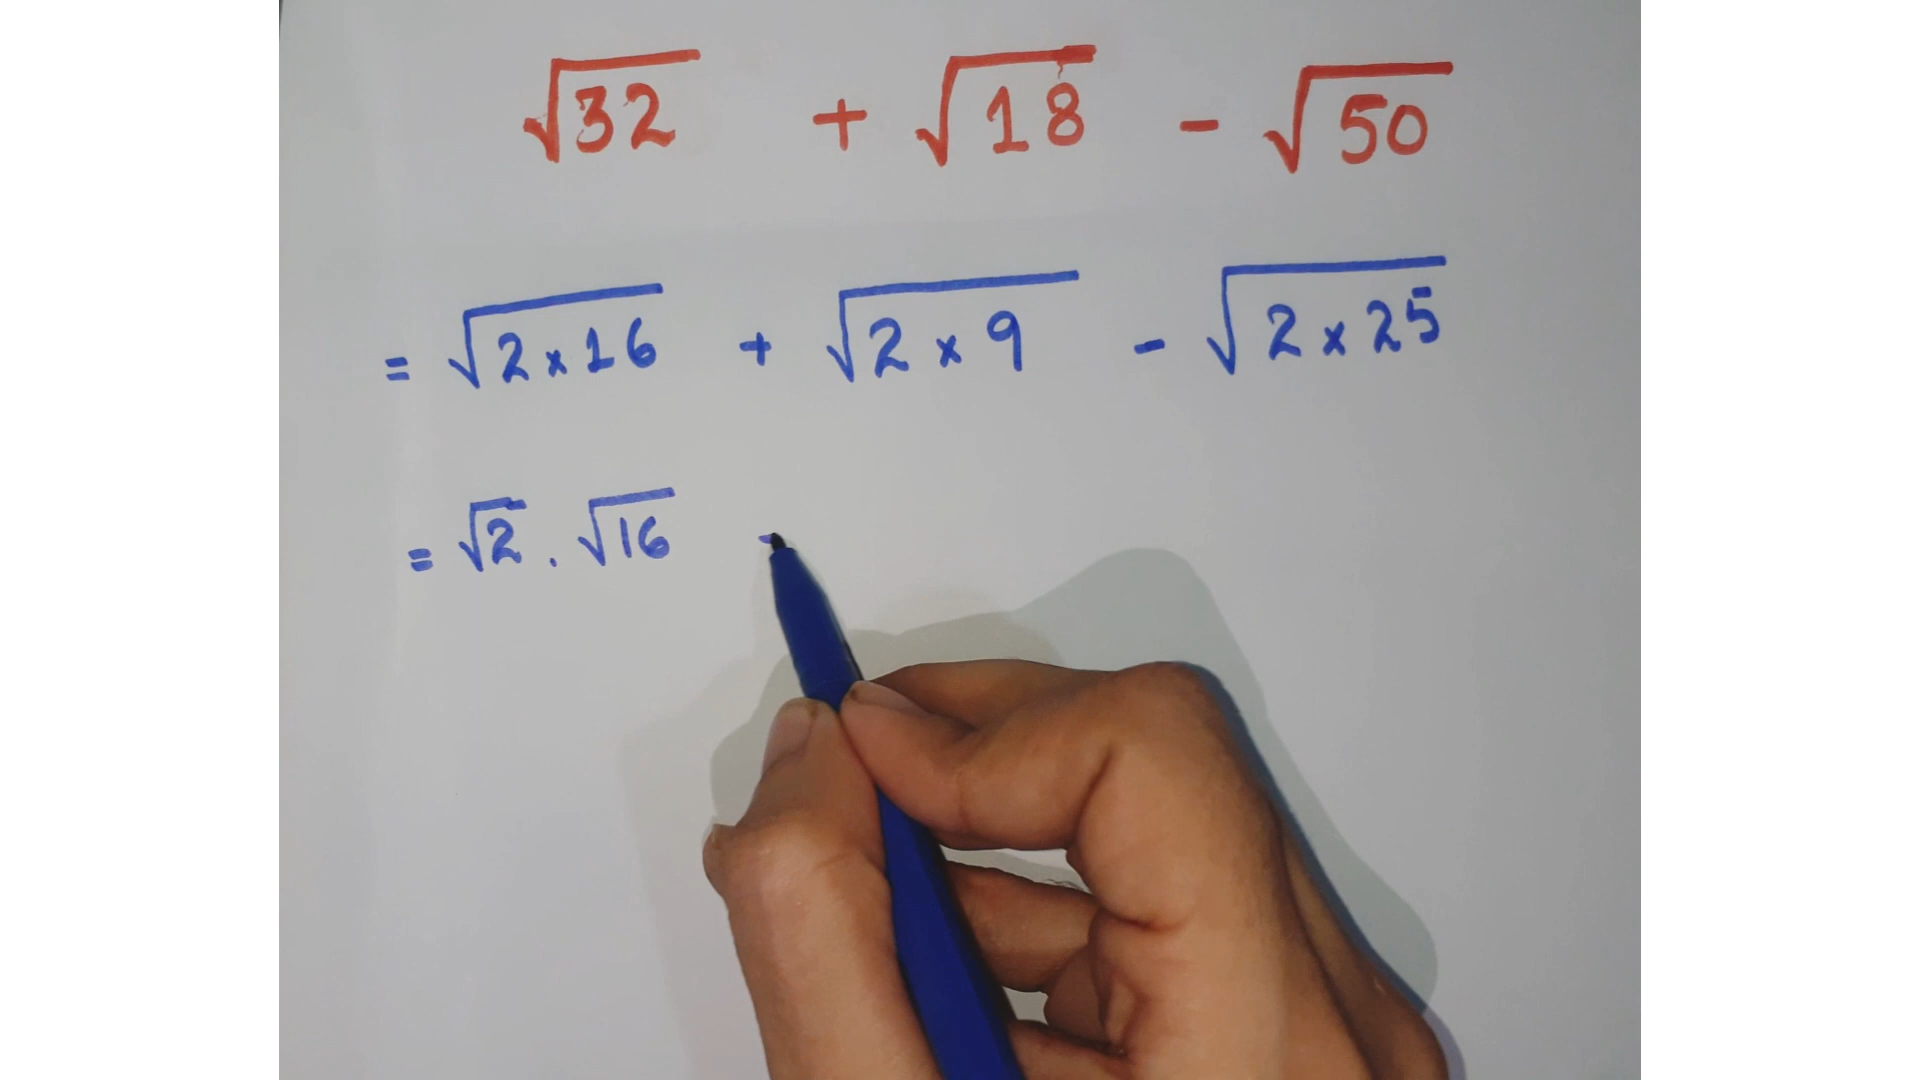 √32 + √18 - √50
= √2×16 + √2×9 - √2×25
= √2 . √16 -